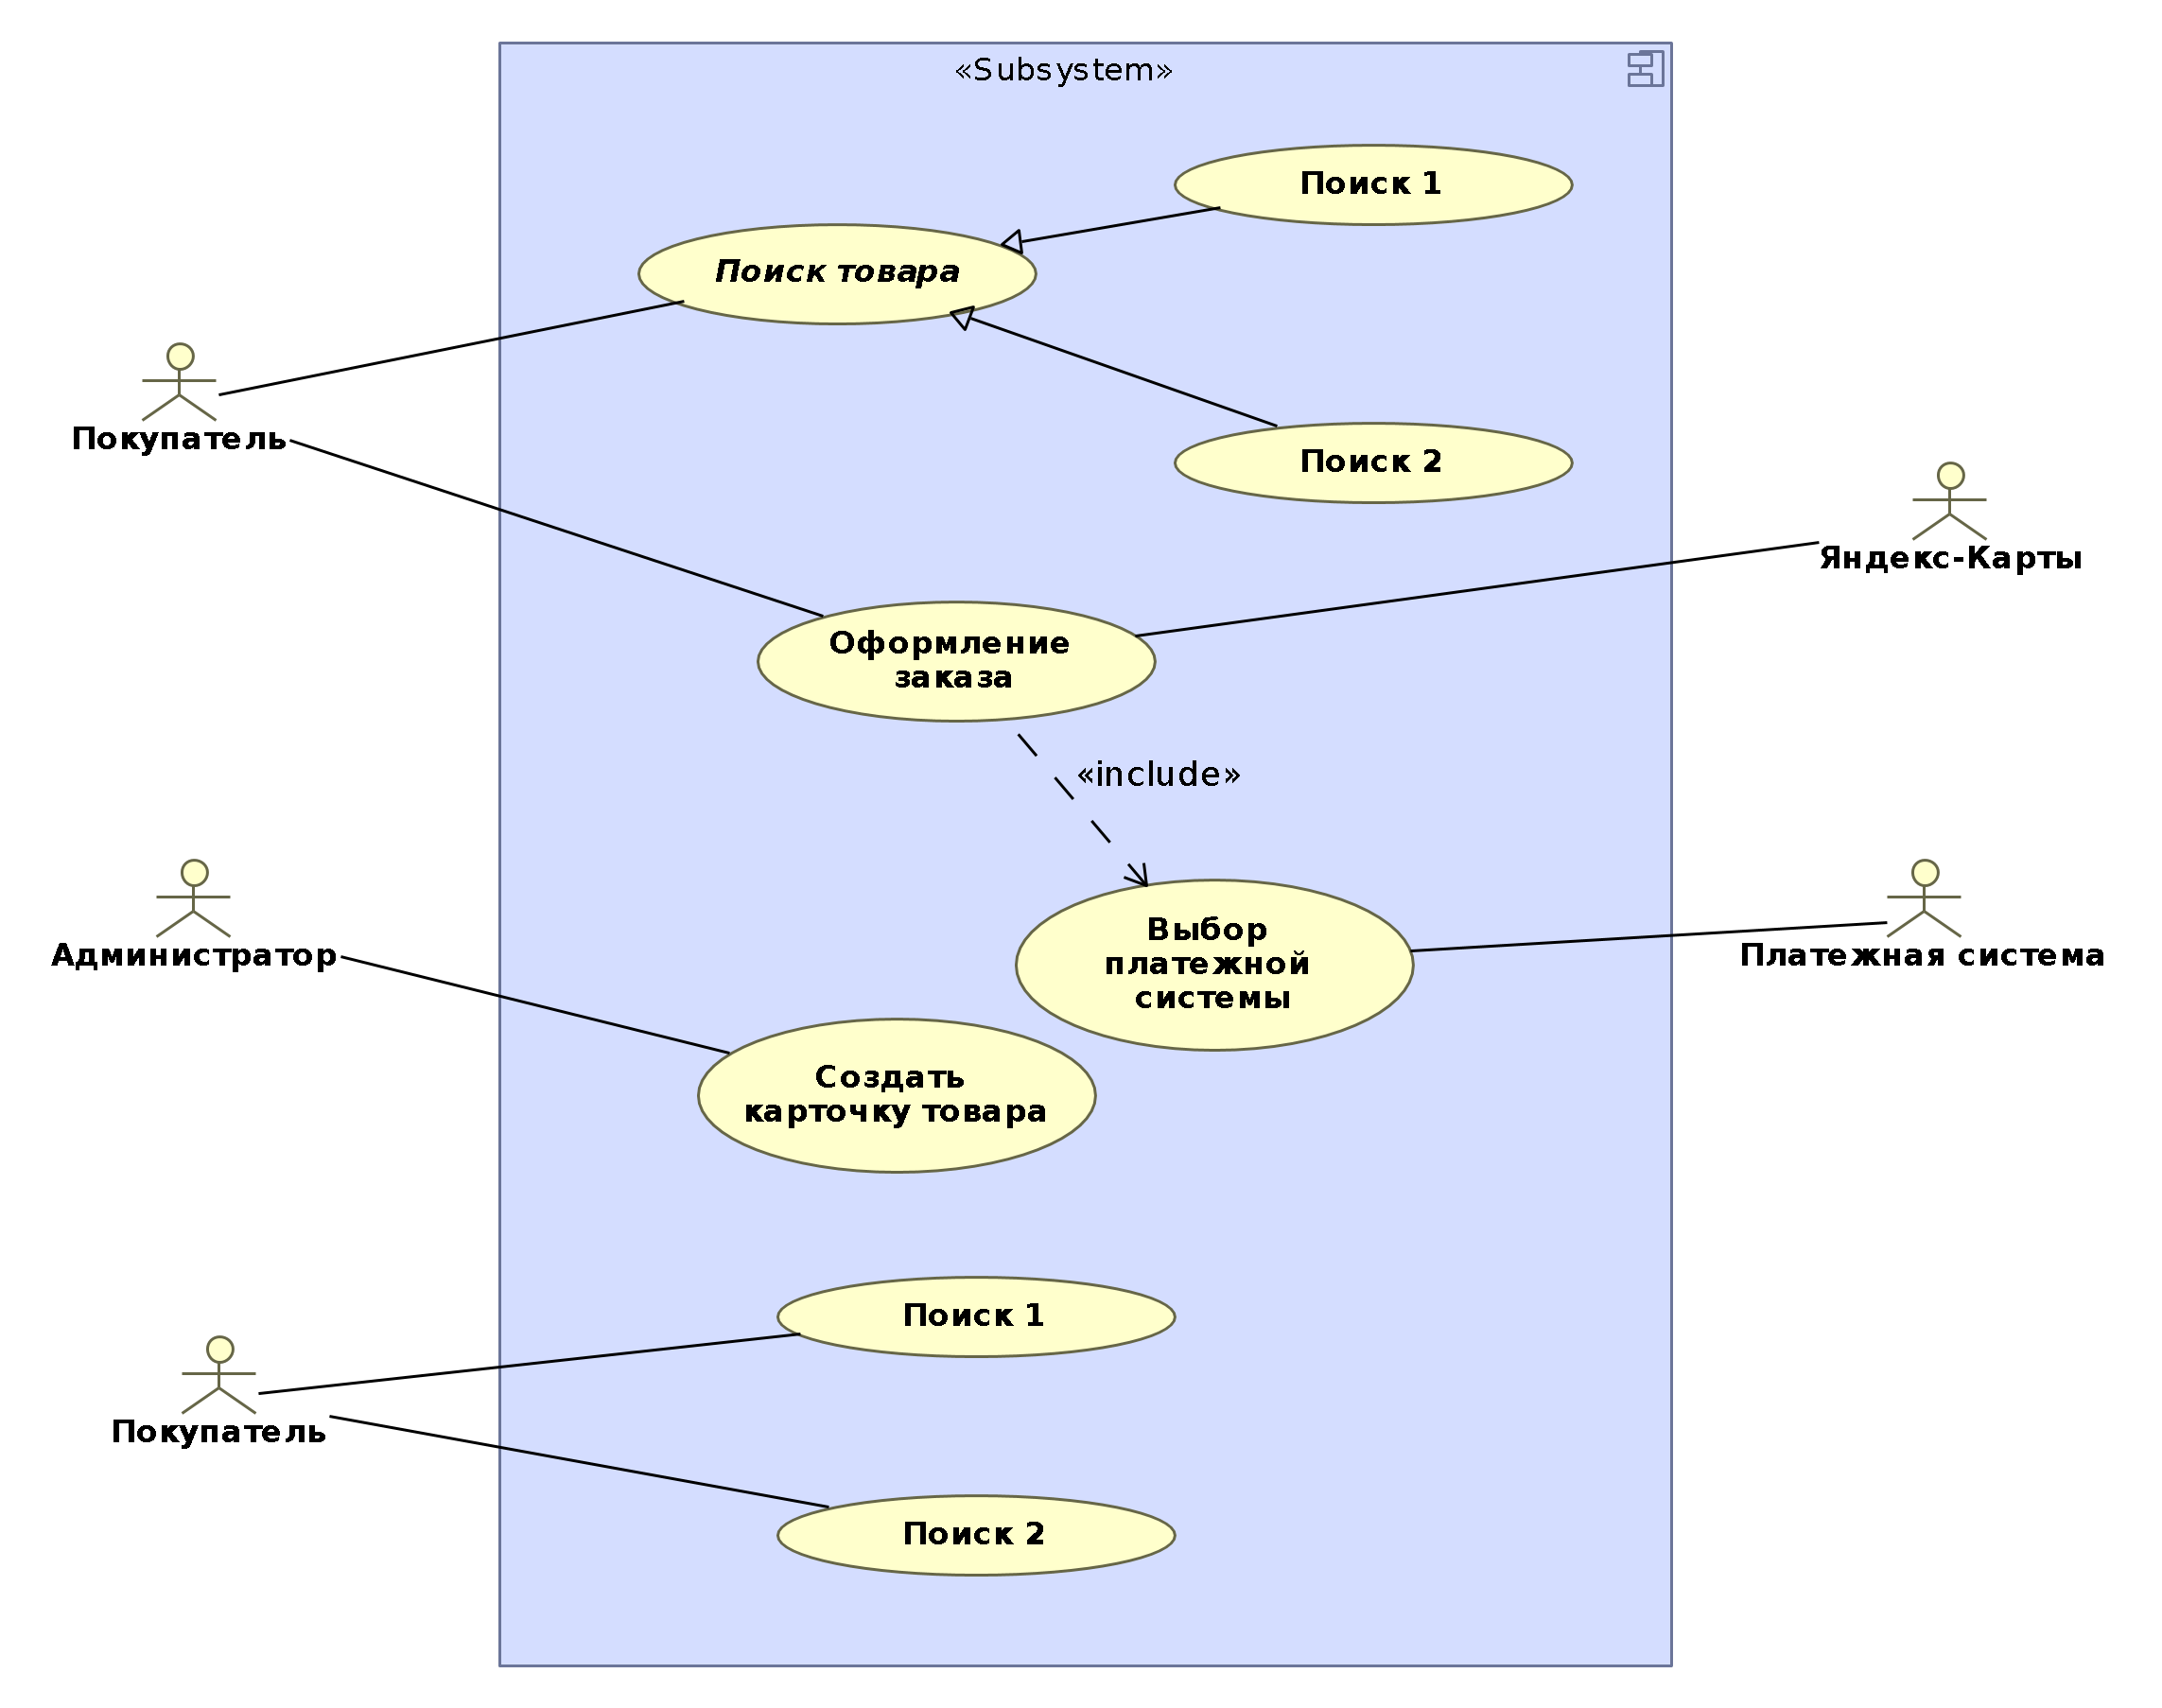 «Subsystem»
Поиск 1
Поиск товара
Покупатель
Поиск 2
Яндекс-Карты
Оформление
заказа
«include»
Администратор
Выбор
платежной
системы
Платежная система
Создать
карточку товара
Поиск 1
Покупатель
Поиск 2